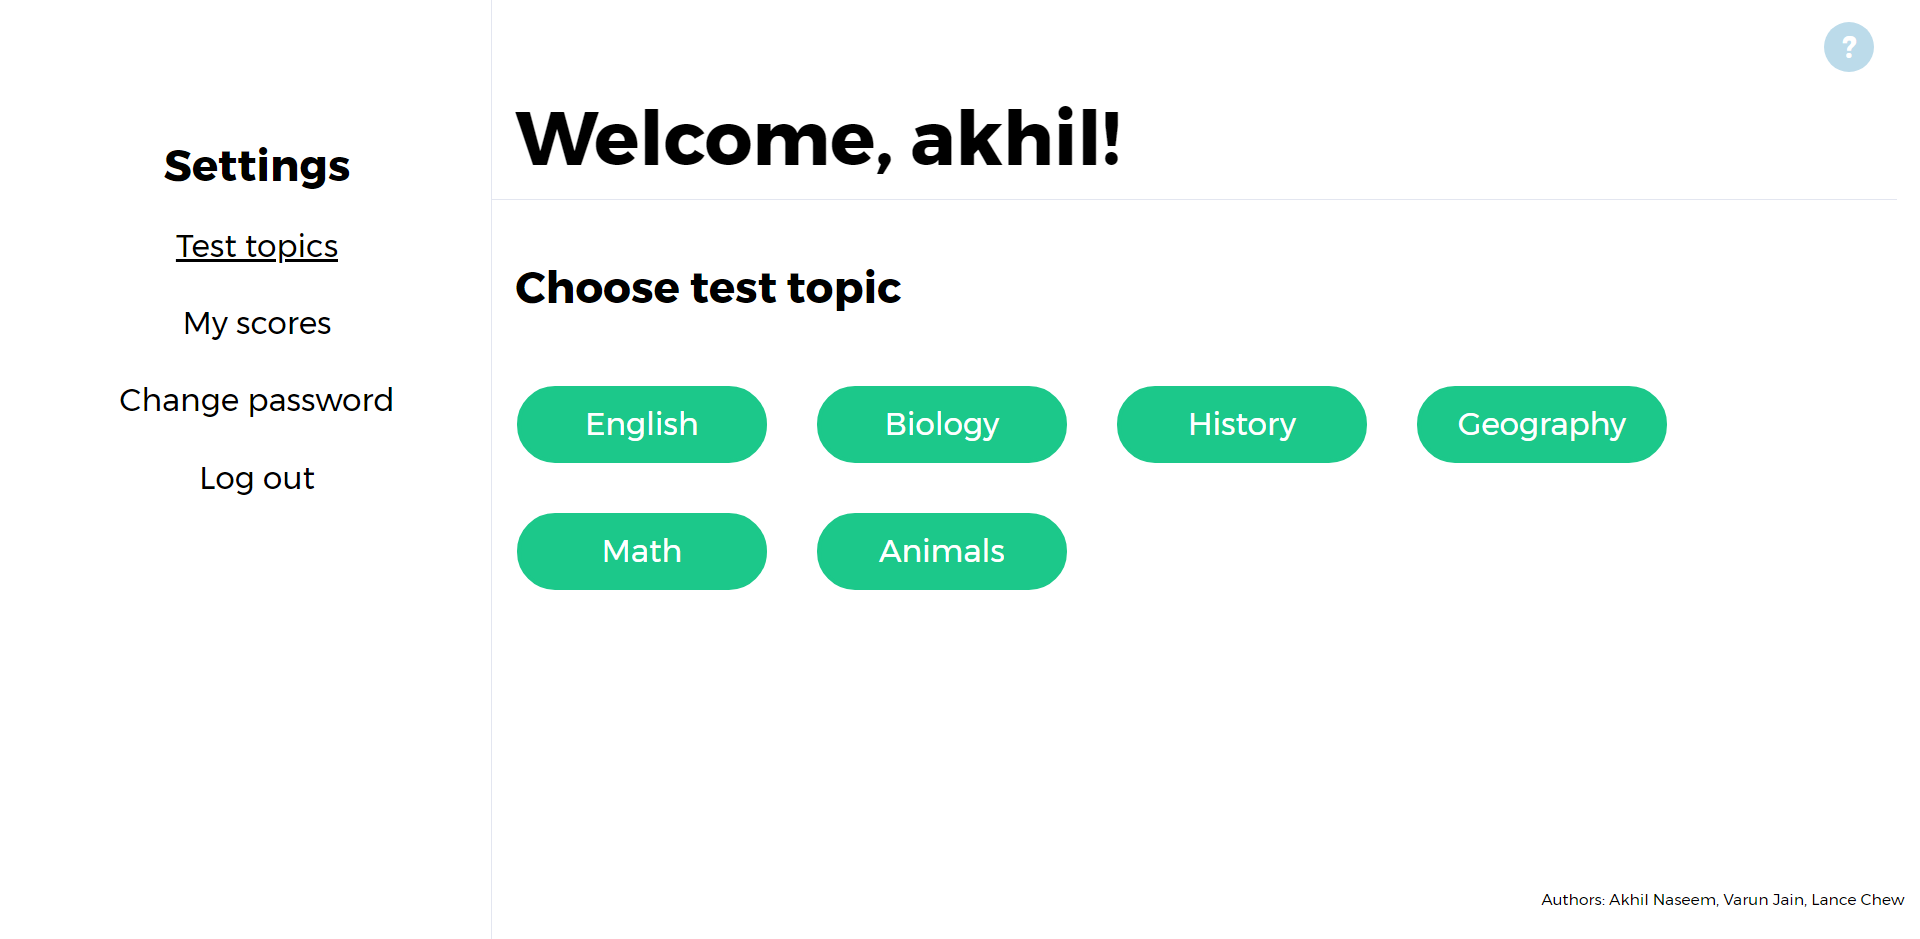 ?
Welcome, akhil!
Settings
Test topics
My scores
Change password
Log out
Choose test topic
English
Biology
History
Geography
Math
Animals
Authors: Akhil Naseem, Varun Jain, Lance Chew